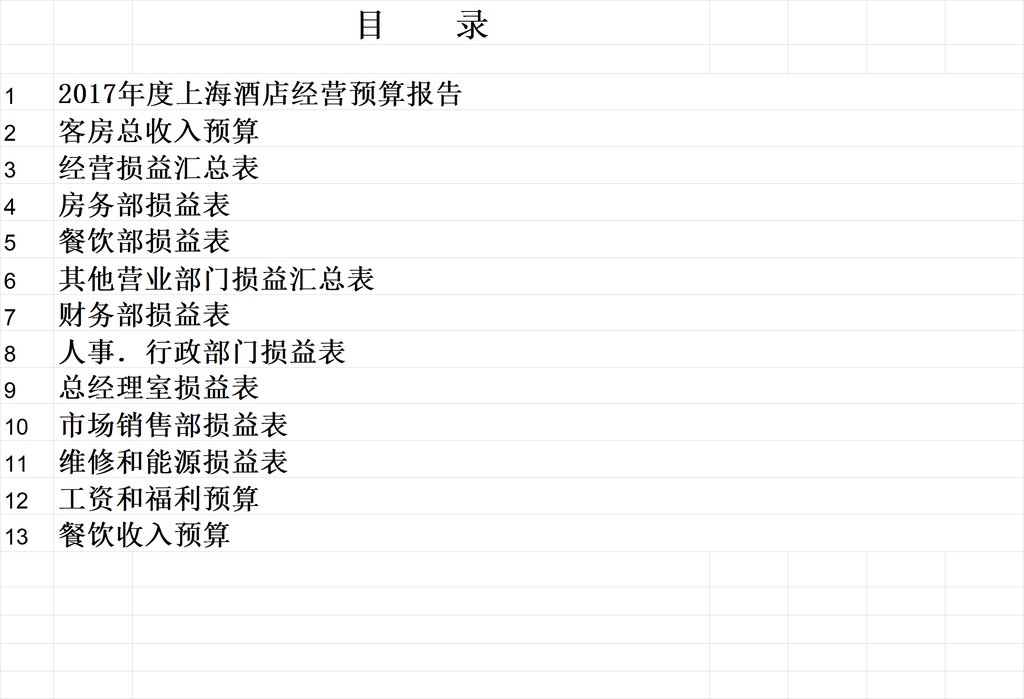 目 录
1 2017年度上海酒店经营预算报告
2 客房总收入预算
3 经营损益汇总表
4 房务部损益表
5 餐饮部损益表
6 其他营业部门损益汇总表
7 财务部损益表
8 人事．行政部门损益表
9 总经理室损益表
10 市场销售部损益表
11 维修和能源损益表
12 工资和福利预算
13 餐饮收入预算